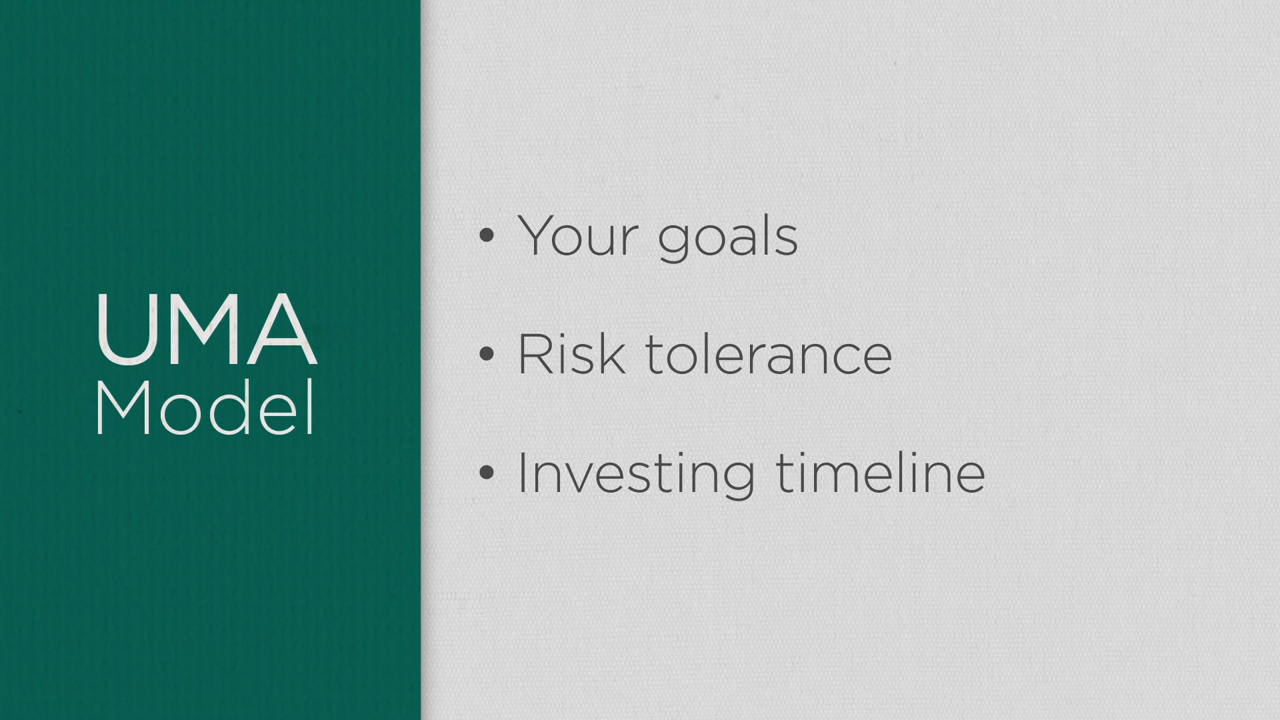 UMA
Model
• Your goals
• Risk tolerance
• Investing timeline